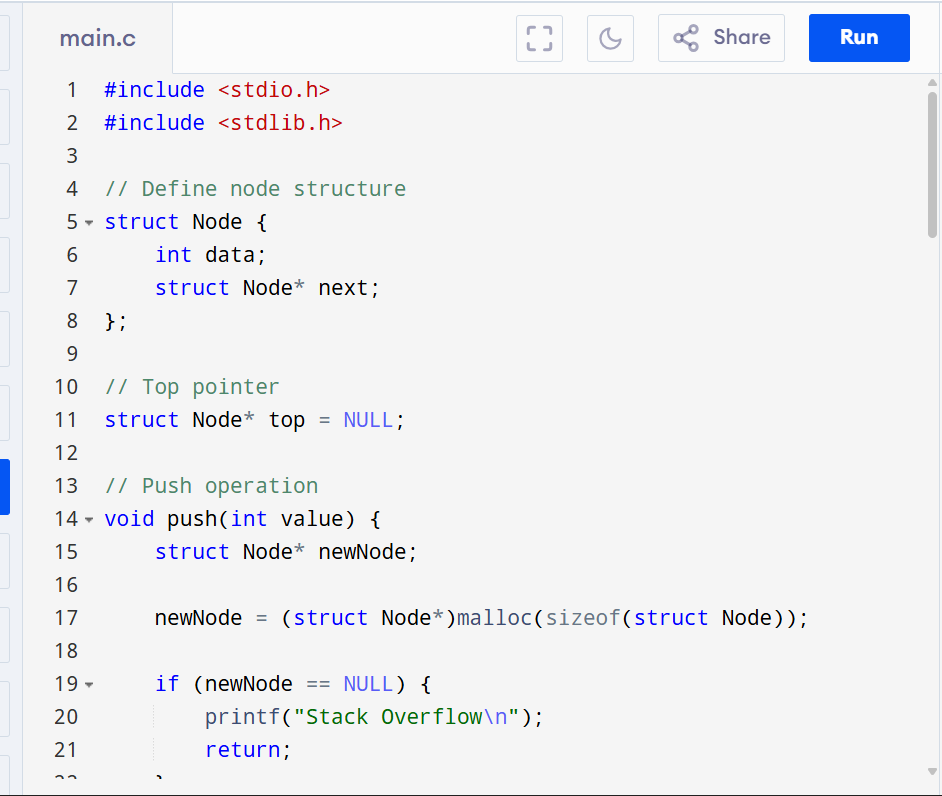 main.c
Share
Run
1 #include <stdio.h>
2 #include <stdlib.h>
3
4 // Define node structure
5 struct Node {
6     int data;
7     struct Node* next;
8 };
9
10 // Top pointer
11 struct Node* top = NULL;
12
13 // Push operation
14 void push(int value) {
15     struct Node* newNode;
16
17     newNode = (struct Node*)malloc(sizeof(struct Node));
18
19     if (newNode == NULL) {
20         printf("Stack Overflow\n");
21         return;